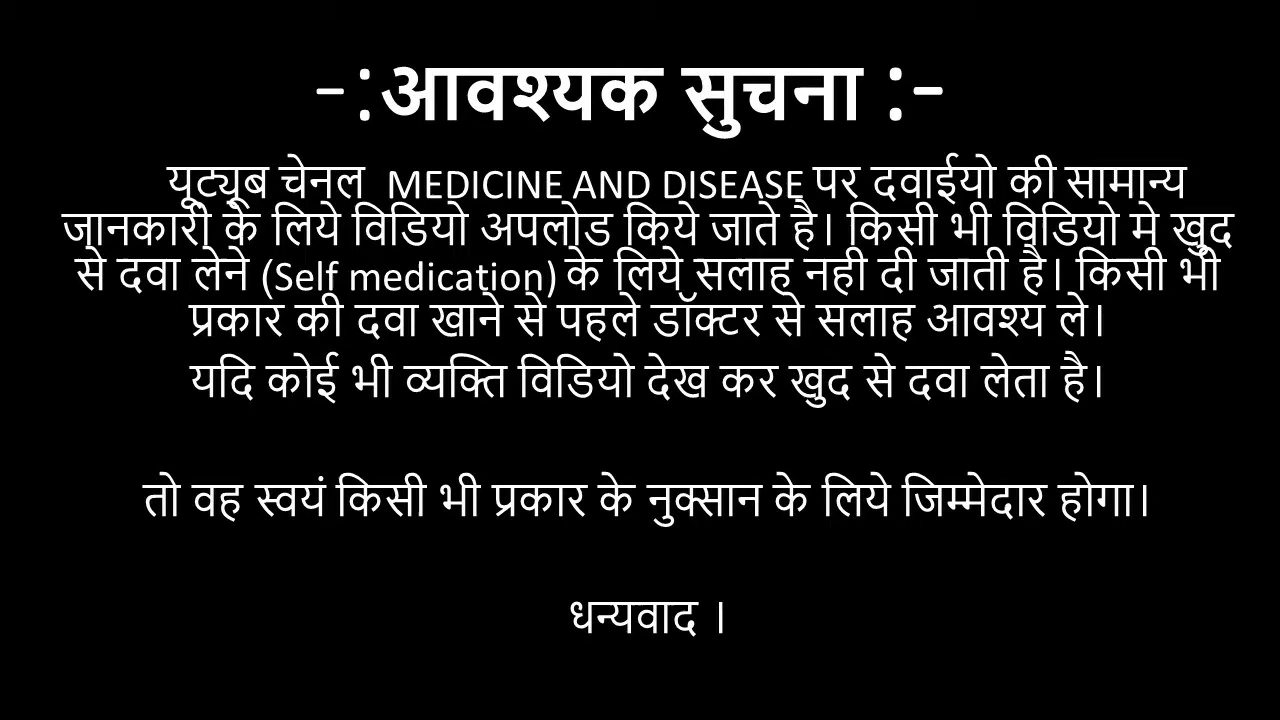 -:आवश्यक सुचना :-
यूट्यूब चेनल MEDICINE AND DISEASE पर दवाईयो की सामान्य
जानकारी के लिये विडियो अपलोड किये जाते है। किसी भी विडियो मे खुद
से दवा लेने (Self medication) के लिये सलाह नही दी जाती है। किसी भी
प्रकार की दवा खाने से पहले डॉक्टर से सलाह आवश्य ले।
यदि कोई भी व्यक्ति विडियो देख कर खुद से दवा लेता है।
तो वह स्वयं किसी भी प्रकार के नुक्सान के लिये जिम्मेदार होगा।
धन्यवाद ।